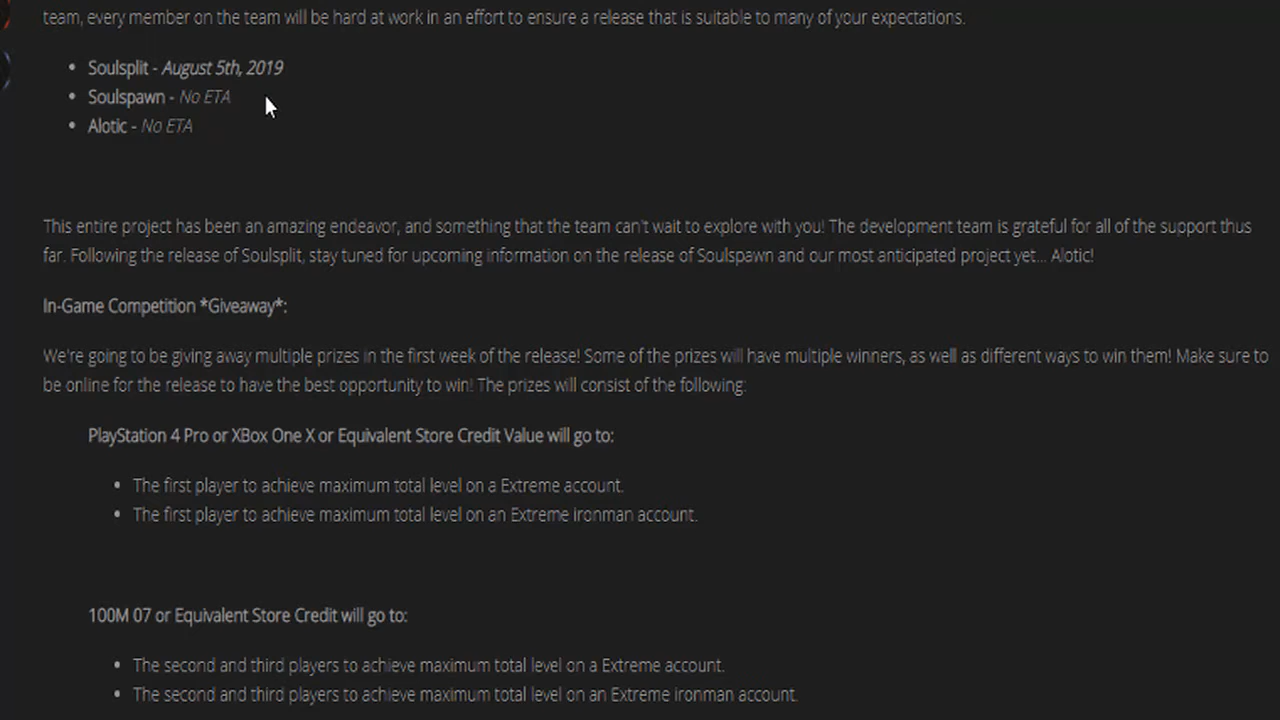 team, every member on the team will be hard at work in an effort to ensure a release that is suitable to many of your expectations.
• Soulsplit - August 5th, 2019
• Soulspawn - No ETA
• Alotic - No ETA
This entire project has been an amazing endeavor, and something that the team can't wait to explore with you! The development team is grateful for all of the support thus
far. Following the release of Soulsplit, stay tuned for upcoming information on the release of Soulspawn and our most anticipated project yet... Alotic!
In-Game Competition *Giveaway*:
We're going to be giving away multiple prizes in the first week of the release! Some of the prizes will have multiple winners, as well as different ways to win them! Make sure to
be online for the release to have the best opportunity to win! The prizes will consist of the following:
PlayStation 4 Pro or XBox One X or Equivalent Store Credit Value will go to:
• The first player to achieve maximum total level on a Extreme account.
• The first player to achieve maximum total level on an Extreme ironman account.
100M 07 or Equivalent Store Credit will go to:
• The second and third players to achieve maximum total level on a Extreme account.
• The second and third players to achieve maximum total level on an Extreme ironman account.